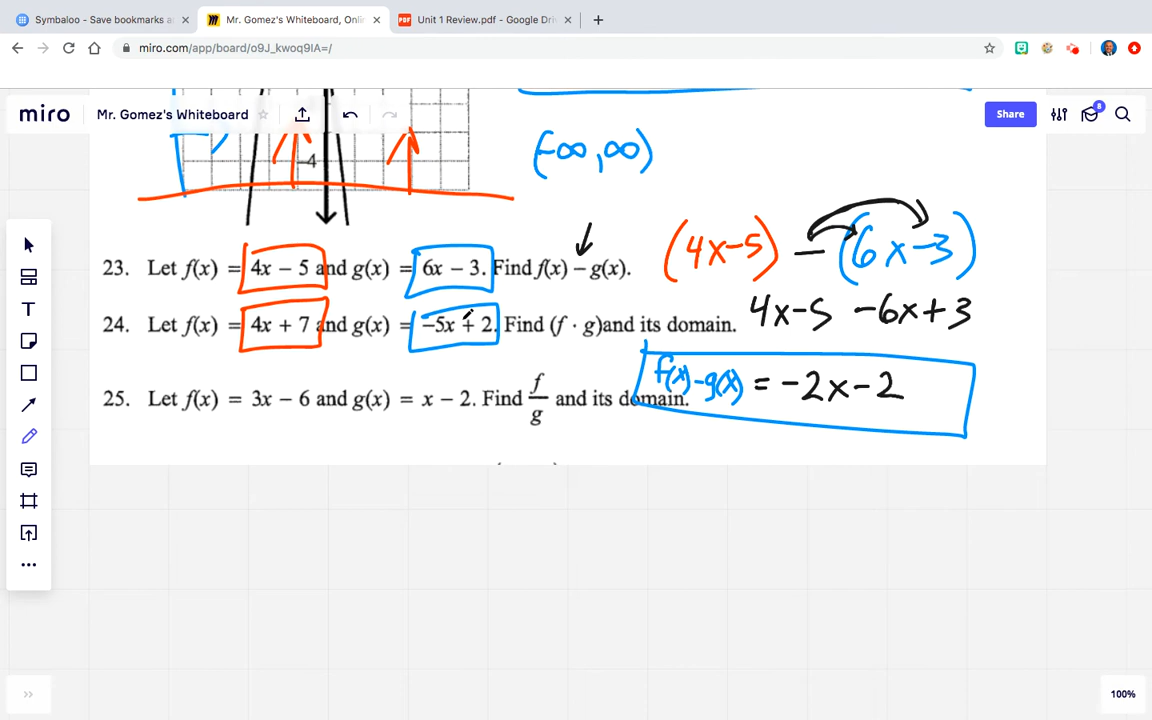 Symbaloo - Save bookmarks a
Mr. Gomez's Whiteboard, Onlin
Unit 1 Review.pdf - Google Driv
miro.com/app/board/o9J_kwoq9IA=/
miro
Mr. Gomez's Whiteboard
Share
8
-4
(-∞,∞)
23. Let f(x) = 4x − 5 and g(x) = 6x − 3. Find f(x) − g(x).
(4x-5) - (6x-3)
4x-5 -6x+3
24. Let f(x) = 4x + 7 and g(x) = −5x + 2. Find (f · g)and its domain.
f(x)-g(x) = -2x-2
25. Let f(x) = 3x − 6 and g(x) = x − 2. Find f/g and its domain.
100%